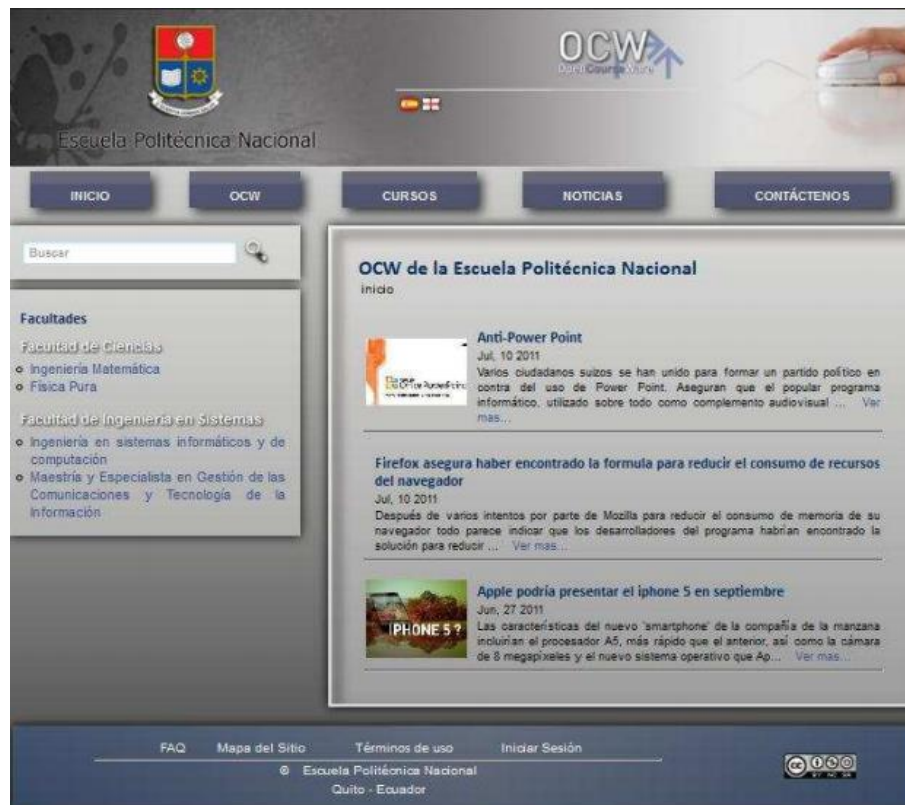 OCW
OpenCourseWare
Escuela Politécnica Nacional
INICIO
OCW
CURSOS
NOTICIAS
CONTÁCTENOS
Buscar
Facultades
Facultad de Ciencias
Ingeniería Matemática
Física Pura
Facultad de Ingeniería en Sistemas
Ingeniería en sistemas informáticos y de
computación
Maestría y Especialista en Gestión de las
Comunicaciones y Tecnología de la
Información
OCW de la Escuela Politécnica Nacional
inicio
Anti-Power Point
Jul, 10 2011
Varios ciudadanos suizos se han unido para formar un partido político en
contra del uso de Power Point. Aseguran que el popular programa
informático, utilizado sobre todo como complemento audiovisual ... Ver
mas...
Firefox asegura haber encontrado la formula para reducir el consumo de recursos
del navegador
Jul, 10 2011
Después de varios intentos por parte de Mozilla para reducir el consumo de memoria de su
navegador todo parece indicar que los desarrolladores del programa habrían encontrado la
solución para reducir ... Ver mas...
IPHONE 5 ?
Apple podría presentar el iphone 5 en septiembre
Jun, 27 2011
Las características del nuevo 'smartphone' de la compañía de la manzana
incluirían el procesador A5, más rápido que el anterior, así como la cámara
de 8 megapíxeles y el nuevo sistema operativo que Ap... Ver mas...
FAQ
Mapa del Sitio
Términos de uso
Iniciar Sesión
© Escuela Politécnica Nacional
Quito - Ecuador
cc
BY NC SA